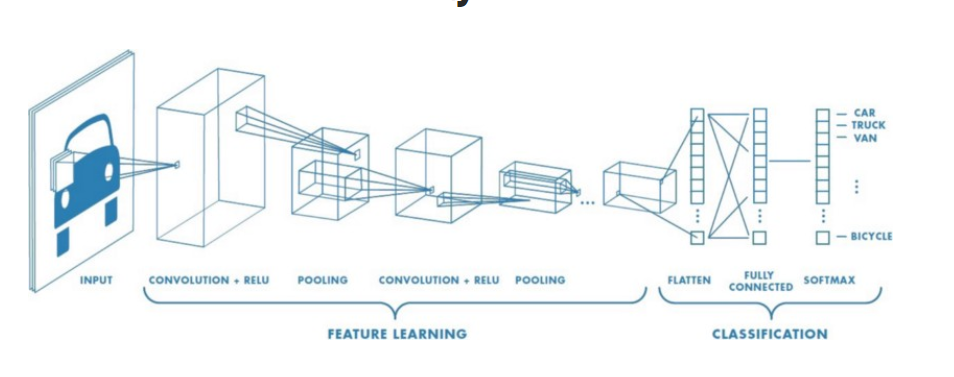 CAR
TRUCK
VAN
BICYCLE
INPUT
CONVOLUTION + RELU
POOLING
CONVOLUTION + RELU
POOLING
FLATTEN
FULLY
CONNECTED
SOFTMAX
FEATURE LEARNING
CLASSIFICATION